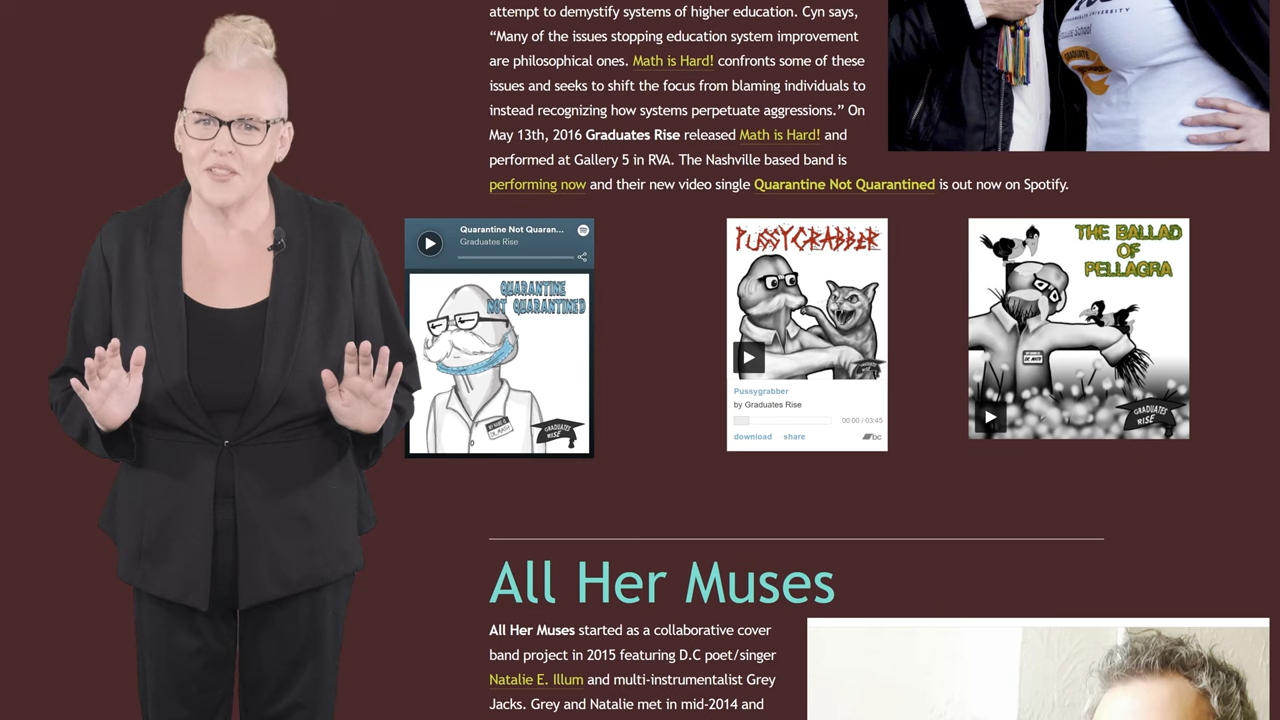 attempt to demystify systems of higher education. Cyn says,
“Many of the issues stopping education system improvement
are philosophical ones. Math is Hard! confronts some of these
issues and seeks to shift the focus from blaming individuals to
instead recognizing how systems perpetuate aggressions.” On
May 13th, 2016 Graduates Rise released Math is Hard! and
performed at Gallery 5 in RVA. The Nashville based band is
performing now and their new video single Quarantine Not Quarantined is out now on Spotify.
Quarantine Not Quaran...
Graduates Rise
QUARANTINE
NOT QUARANTINED
GRADUATES
RISE
PUSSYGRABBER
Pussygrabber
by Graduates Rise
00:00 / 03:45
download share
bc
THE BALLAD
OF
PELLAGRA
GRADUATES
RISE
All Her Muses
All Her Muses started as a collaborative cover
band project in 2015 featuring D.C poet/singer
Natalie E. Illum and multi-instrumentalist Grey
Jacks. Grey and Natalie met in mid-2014 and